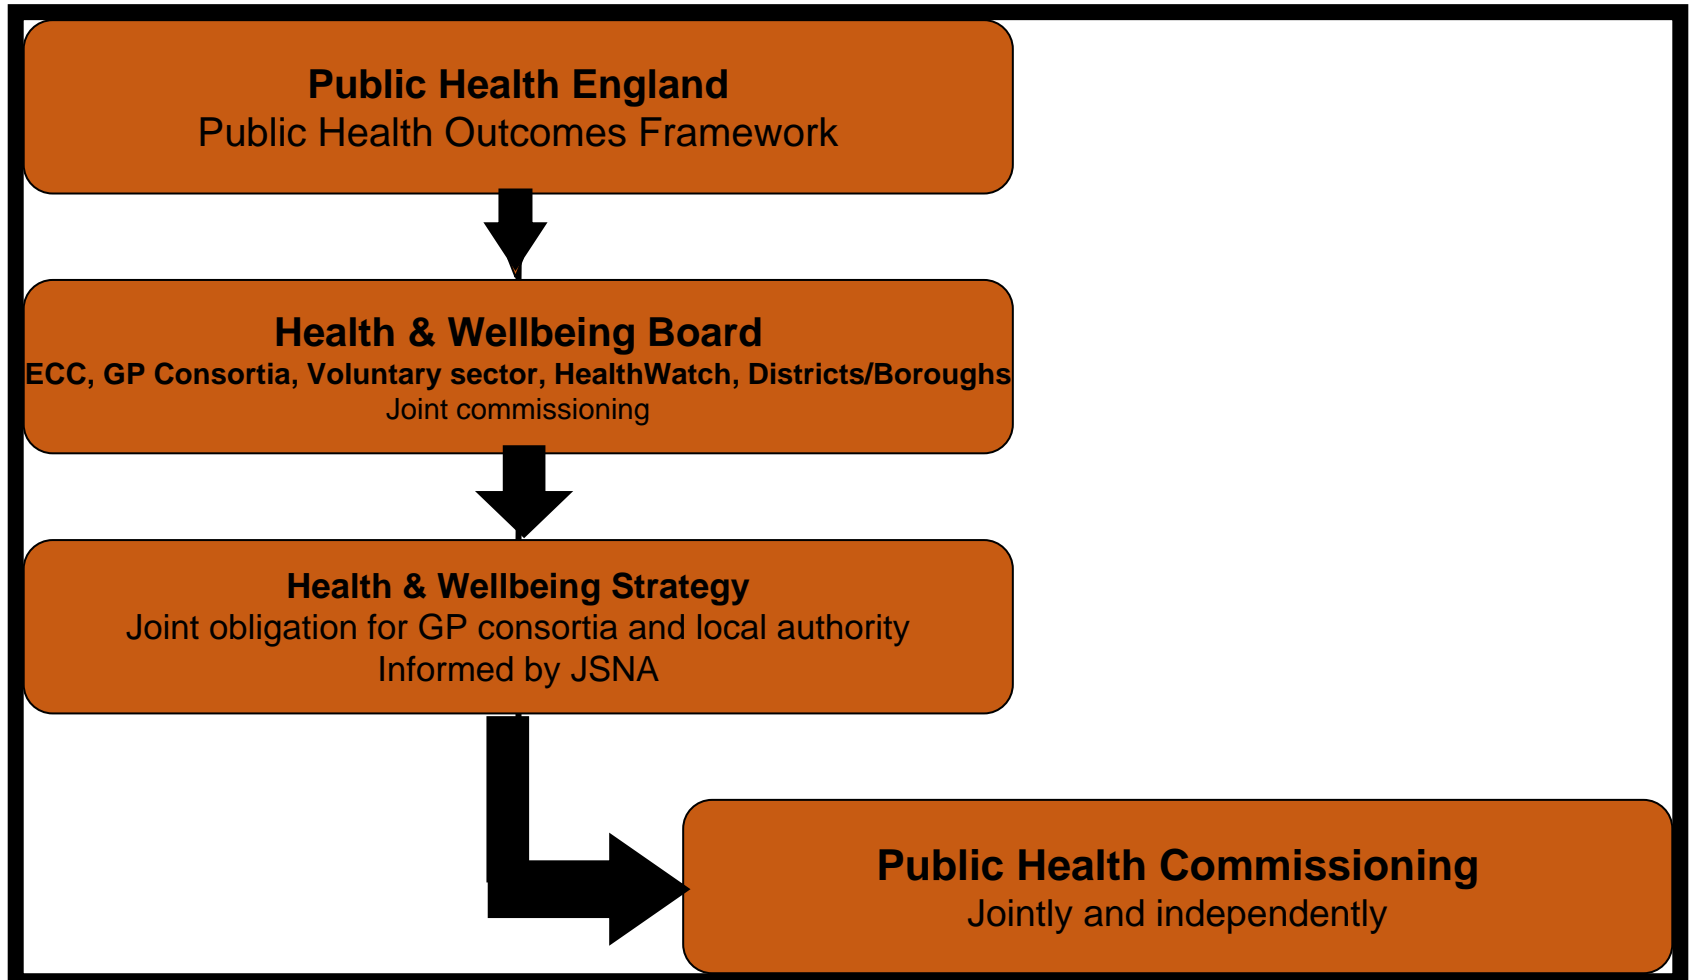 Public Health England
Public Health Outcomes Framework
Health & Wellbeing Board
ECC, GP Consortia, Voluntary sector, HealthWatch, Districts/Boroughs
Joint commissioning
Health & Wellbeing Strategy
Joint obligation for GP consortia and local authority
Informed by JSNA
Public Health Commissioning
Jointly and independently